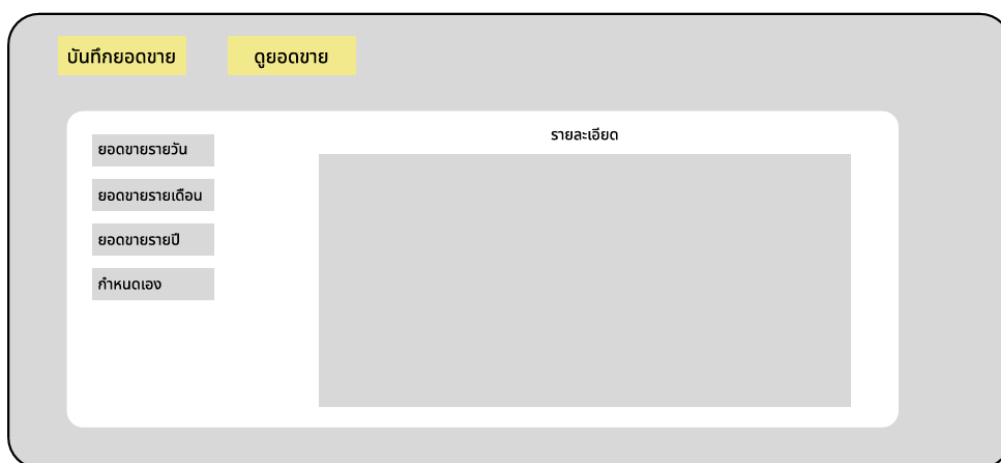 บันทึกยอดขาย
ดูยอดขาย
รายละเอียด
ยอดขายรายวัน
ยอดขายรายเดือน
ยอดขายรายปี
กำหนดเอง